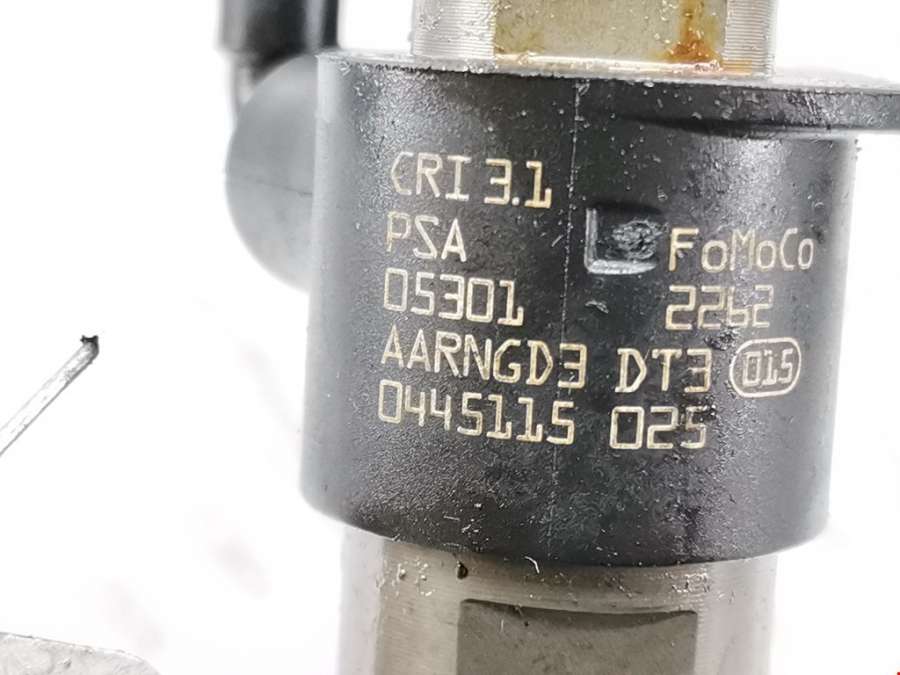 CRI 3.1
PSA FoMoCo
05301 2262
AARNGD3 DT3 015
0445115 025